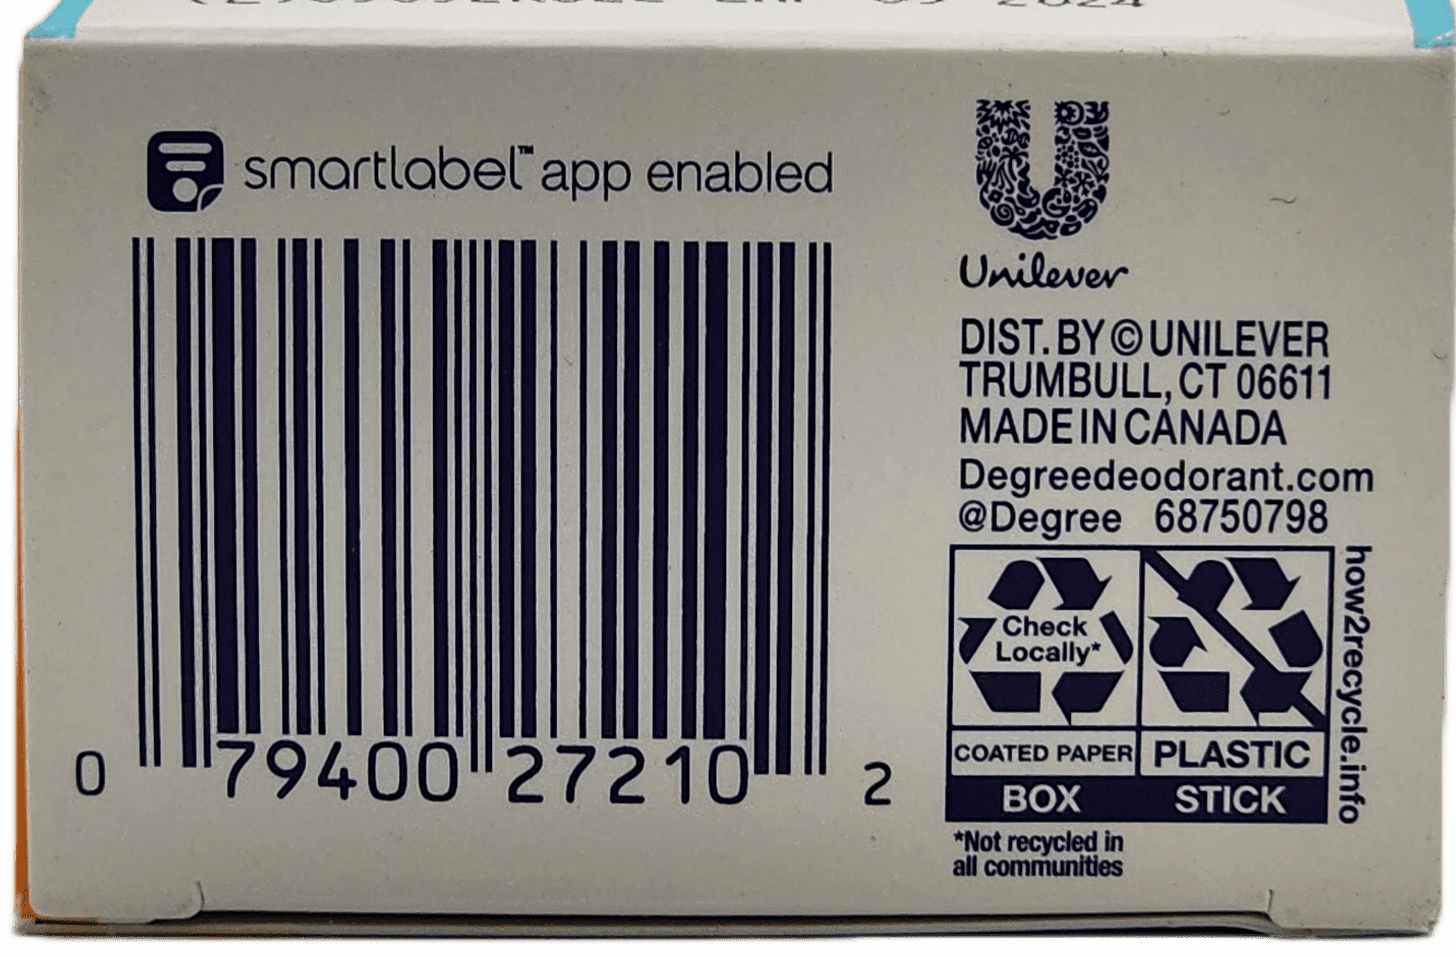 2024
smartlabel™ app enabled
0 79400 27210 2
Unilever
DIST. BY © UNILEVER
TRUMBULL, CT 06611
MADE IN CANADA
Degreedeodorant.com
@Degree 68750798
Check
Locally*
COATED PAPER
BOX
PLASTIC
STICK
how2recycle.info
*Not recycled in
all communities